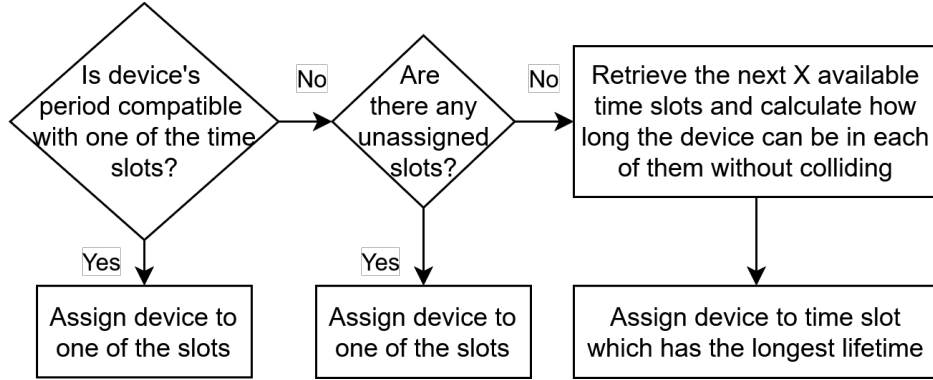 Is device's
period compatible
with one of the time
slots?
No
Are
there any
unassigned
slots?
No
Retrieve the next X available
time slots and calculate how
long the device can be in each
of them without colliding
Yes
Assign device to
one of the slots
Yes
Assign device to
one of the slots
Assign device to time slot
which has the longest lifetime